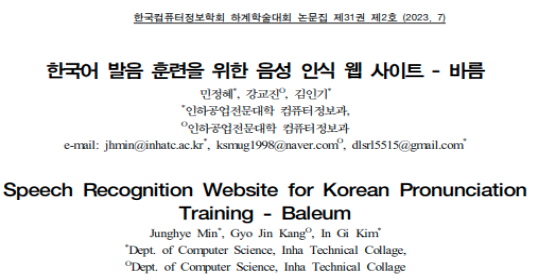 한국컴퓨터정보학회 하계학술대회 논문집 제31권 제2호 (2023. 7)
한국어 발음 훈련을 위한 음성 인식 웹 사이트 - 바름
민정혜*, 강교진O, 김인기*
*인하공업전문대학 컴퓨터정보과,
O인하공업전문대학 컴퓨터정보과
e-mail: jhmin@inhatc.ac.kr*, ksmug1998@naver.comO, dlsrl5515@gmail.com*
Speech Recognition Website for Korean Pronunciation
Training - Baleum
Junghye Min*, Gyo Jin KangO, In Gi Kim*
*Dept. of Computer Science, Inha Technical Collage,
ODept. of Computer Science, Inha Technical Collage